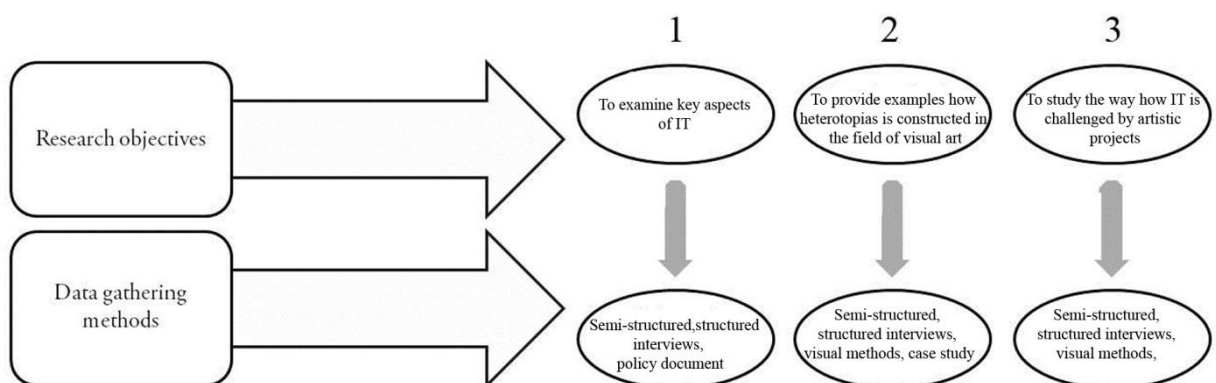 1
2
3
Research objectives
To examine key aspects
of IT
To provide examples how
heterotopias is constructed in
the field of visual art
To study the way how IT is
challenged by artistic
projects
Data gathering
methods
Semi-structured,structured
interviews,
policy document
Semi-structured,
structured interviews,
visual methods, case study
Semi-structured,
structured interviews,
visual methods,